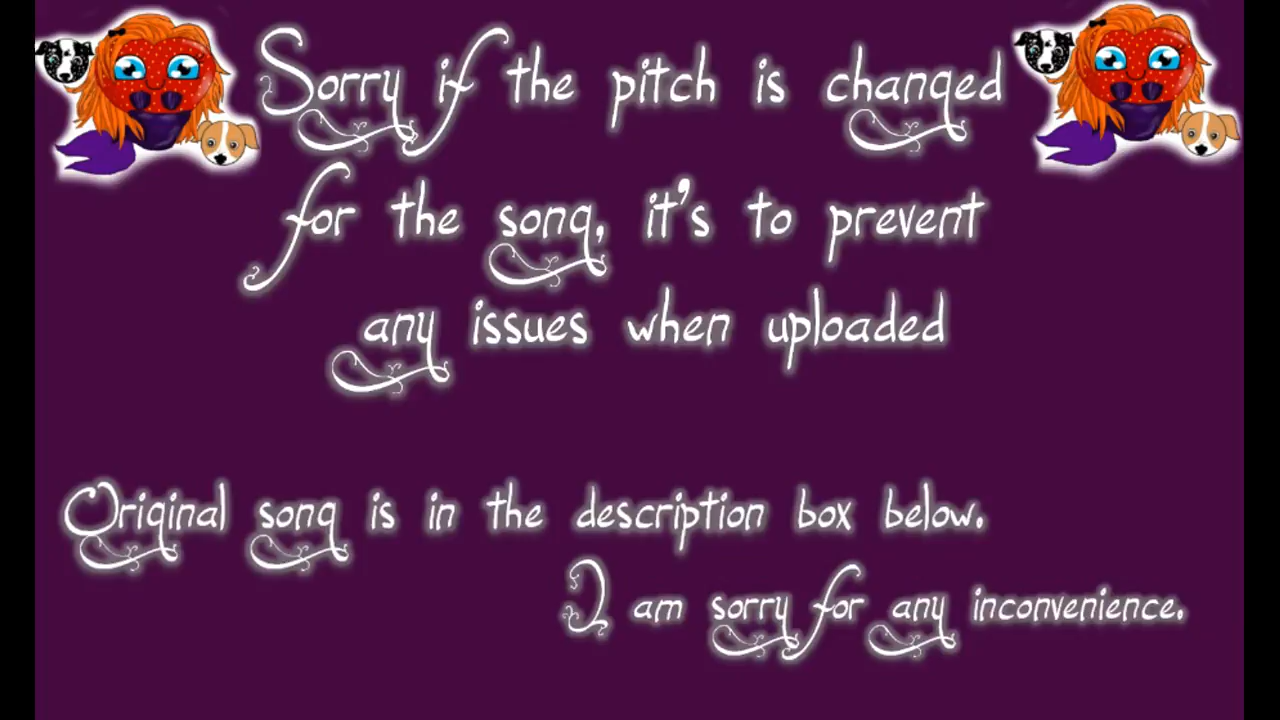 Sorry if the pitch is changed
for the song, it's to prevent
any issues when uploaded
Original song is in the description box below.
I am sorry for any inconvenience.